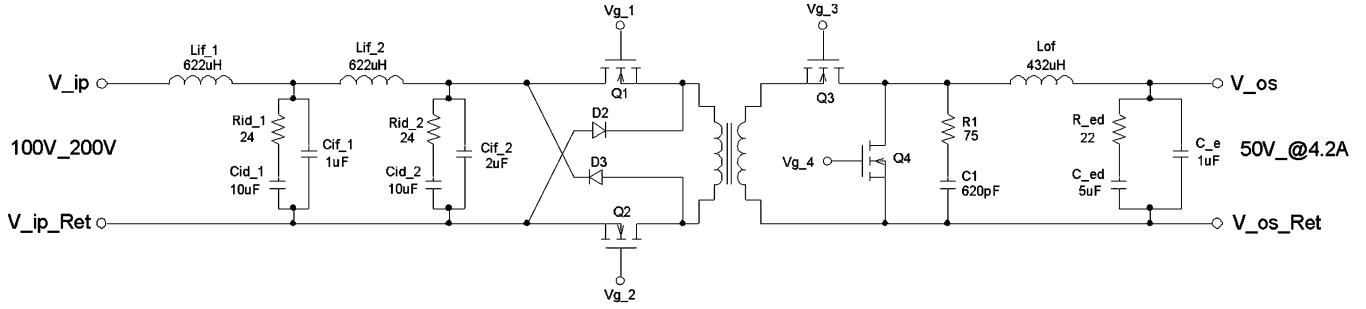 Vg_1
Vg_3
Lif_1
622uH
Lif_2
622uH
Lof
432uH
V_ip
Q1
Q3
V_os
D2
Rid_1
24
Cif_1
1uF
Rid_2
24
Cif_2
2uF
R1
75
R_ed
22
C_e
1uF
100V_200V
Vg_4
Q4
50V_@4.2A
D3
Cid_1
10uF
Cid_2
10uF
C1
620pF
C_ed
5uF
Q2
V_ip_Ret
V_os_Ret
Vg_2